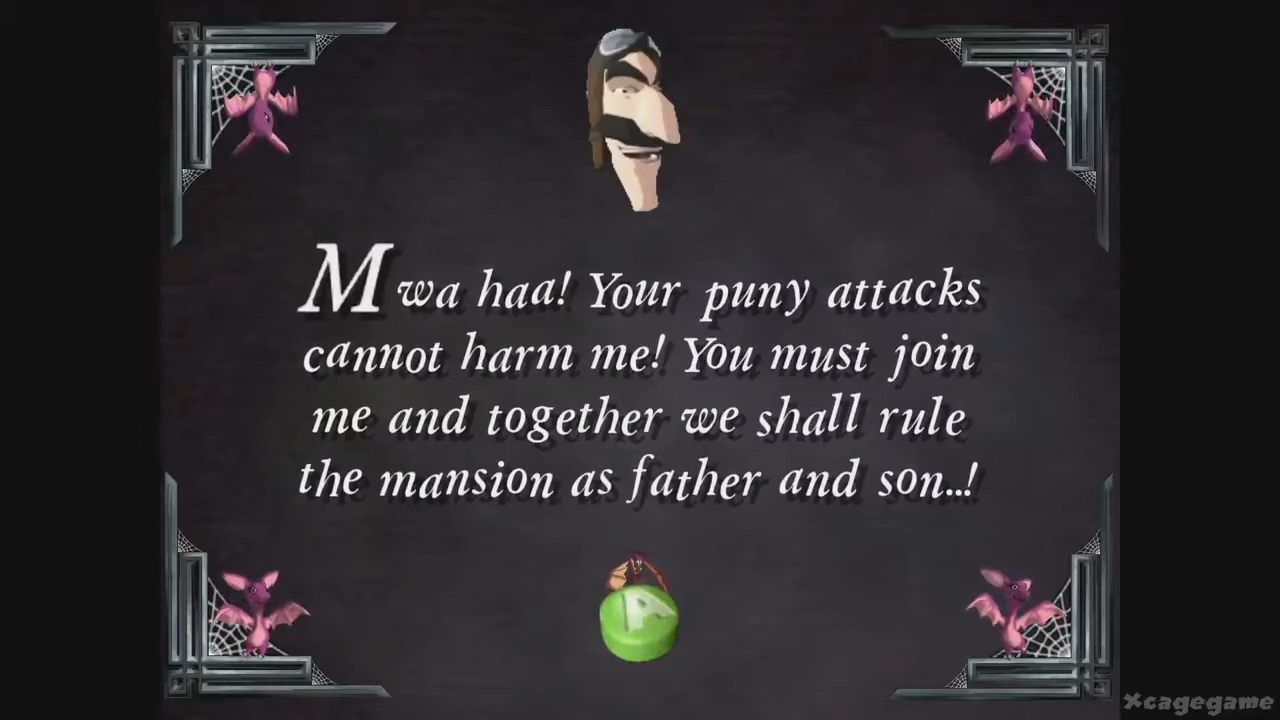 Mwa haa! Your puny attacks
cannot harm me! You must join
me and together we shall rule
the mansion as father and son..!
A
Xcagegame